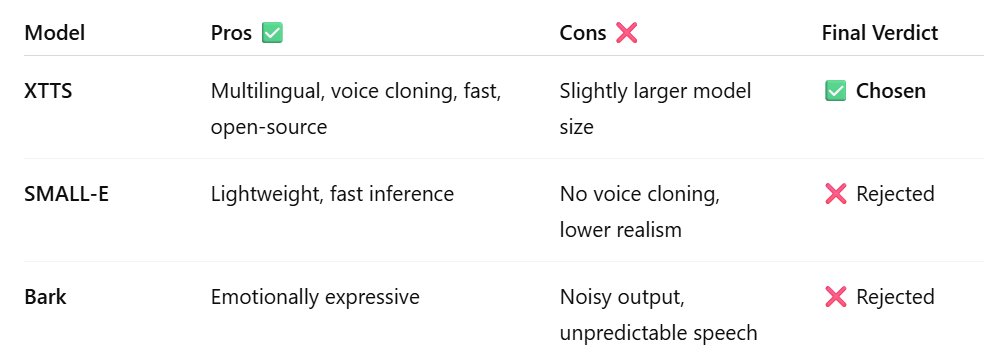 Model Pros ✅ Cons ❌ Final Verdict
XTTS Multilingual, voice cloning, fast, Slightly larger model ✅ Chosen
open-source size
SMALL-E Lightweight, fast inference No voice cloning, ❌ Rejected
lower realism
Bark Emotionally expressive Noisy output, ❌ Rejected
unpredictable speech